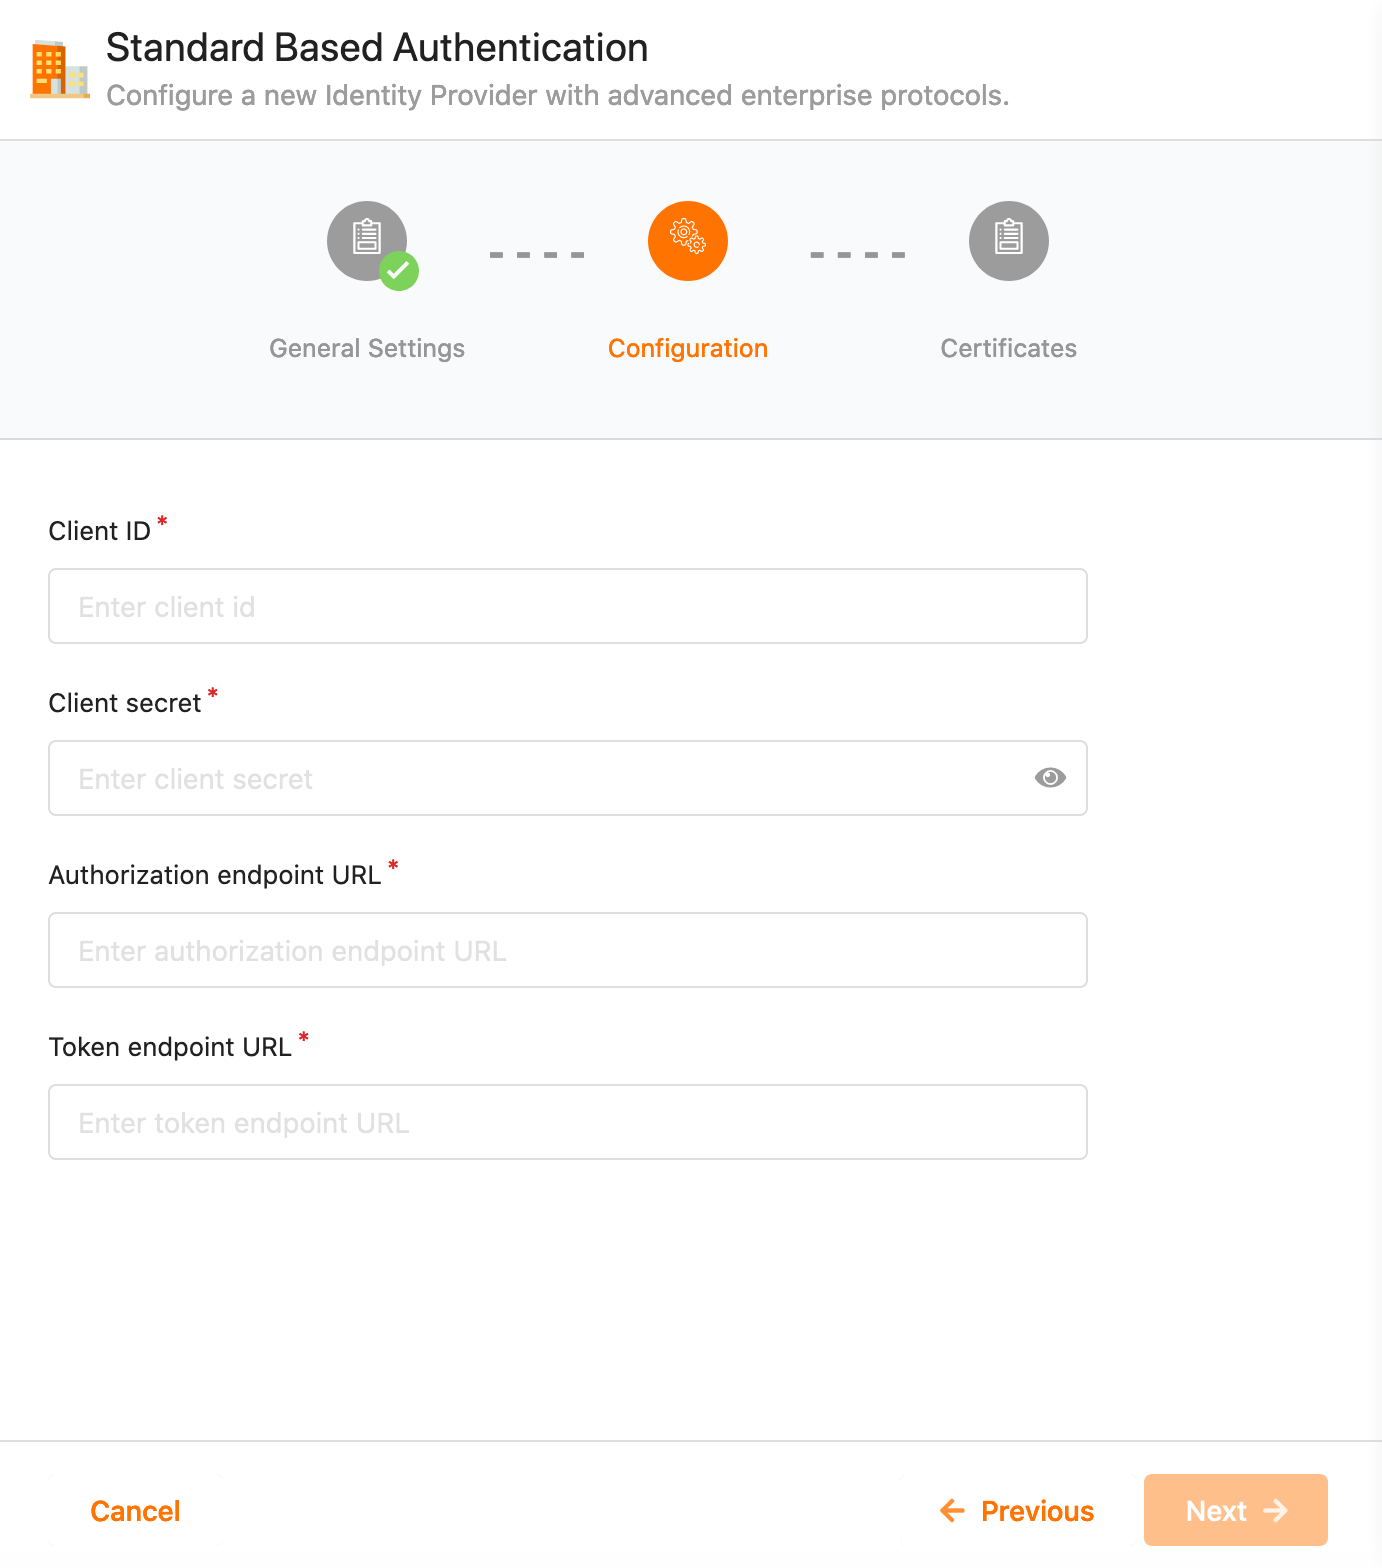 Standard Based Authentication
Configure a new Identity Provider with advanced enterprise protocols.
General Settings
Configuration
Certificates
Client ID *
Enter client id
Client secret *
Enter client secret
Authorization endpoint URL *
Enter authorization endpoint URL
Token endpoint URL *
Enter token endpoint URL
Cancel
Previous
Next